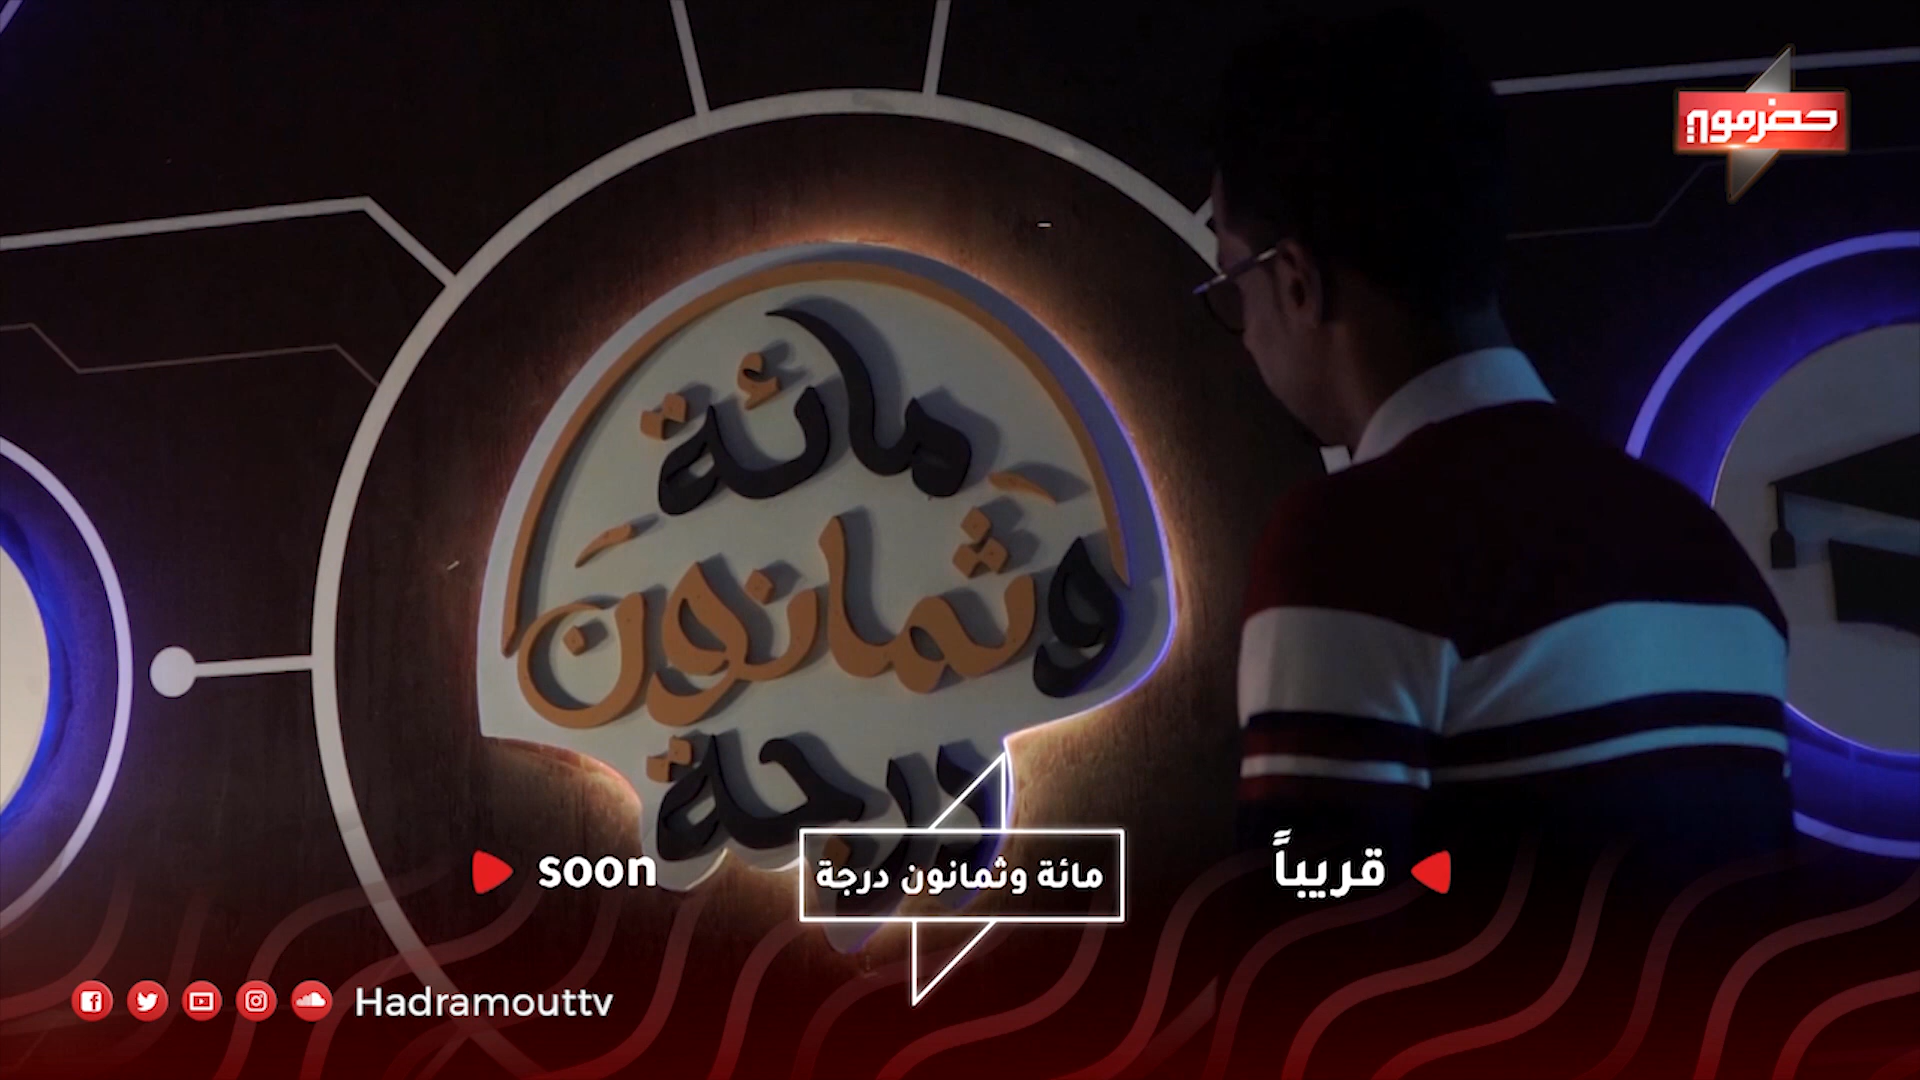 حضرموت
مائة
وثمانونَ
درجة
soon
مائة وثمانون درجة
قريباً
Hadramouttv